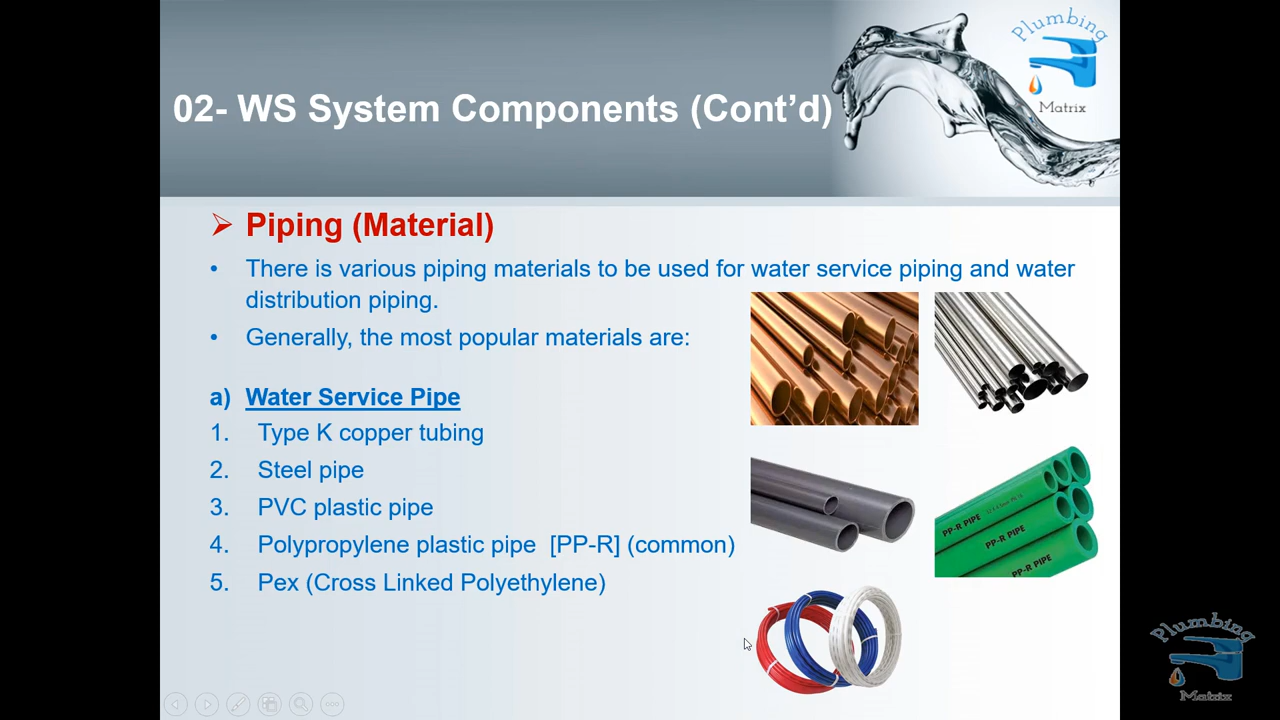 Plumbing
Matrix
02- WS System Components (Cont’d)
➢ Piping (Material)
• There is various piping materials to be used for water service piping and water
distribution piping.
• Generally, the most popular materials are:
a) Water Service Pipe
1. Type K copper tubing
2. Steel pipe
3. PVC plastic pipe
4. Polypropylene plastic pipe [PP-R] (common)
5. Pex (Cross Linked Polyethylene)
PP-R PIPE
PP-R PIPE
PP-R PIPE
Plumbing
Matrix